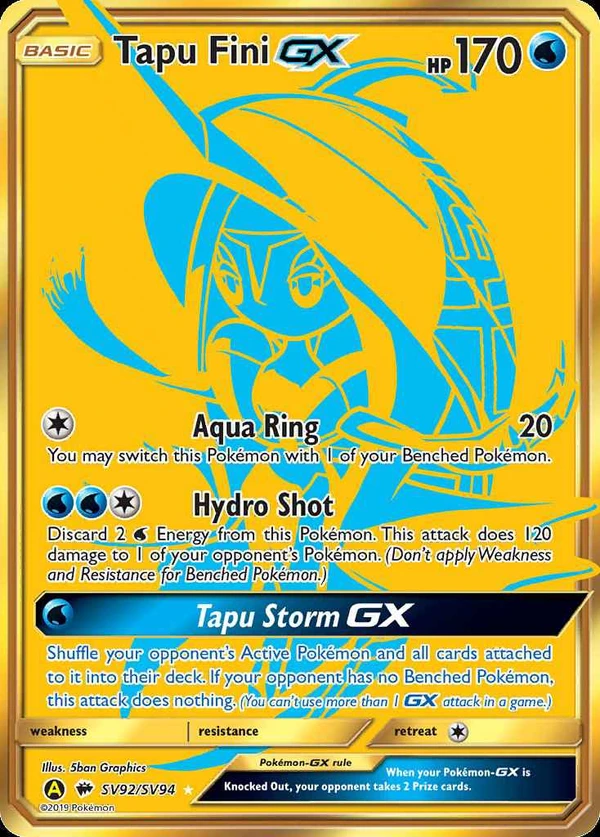 BASIC Tapu Fini GX HP 170
Aqua Ring 20
You may switch this Pokémon with 1 of your Benched Pokémon.
Hydro Shot
Discard 2 Energy from this Pokémon. This attack does 120
damage to 1 of your opponent's Pokémon. (Don't apply Weakness
and Resistance for Benched Pokémon.)
Tapu Storm GX
Shuffle your opponent's Active Pokémon and all cards attached
to it into their deck. If your opponent has no Benched Pokémon,
this attack does nothing. (You can't use more than 1 GX attack in a game.)
weakness resistance retreat
Illus. 5ban Graphics
A SV92/SV94
©2019 Pokémon
Pokémon-GX rule
When your Pokémon-GX is
Knocked Out, your opponent takes 2 Prize cards.